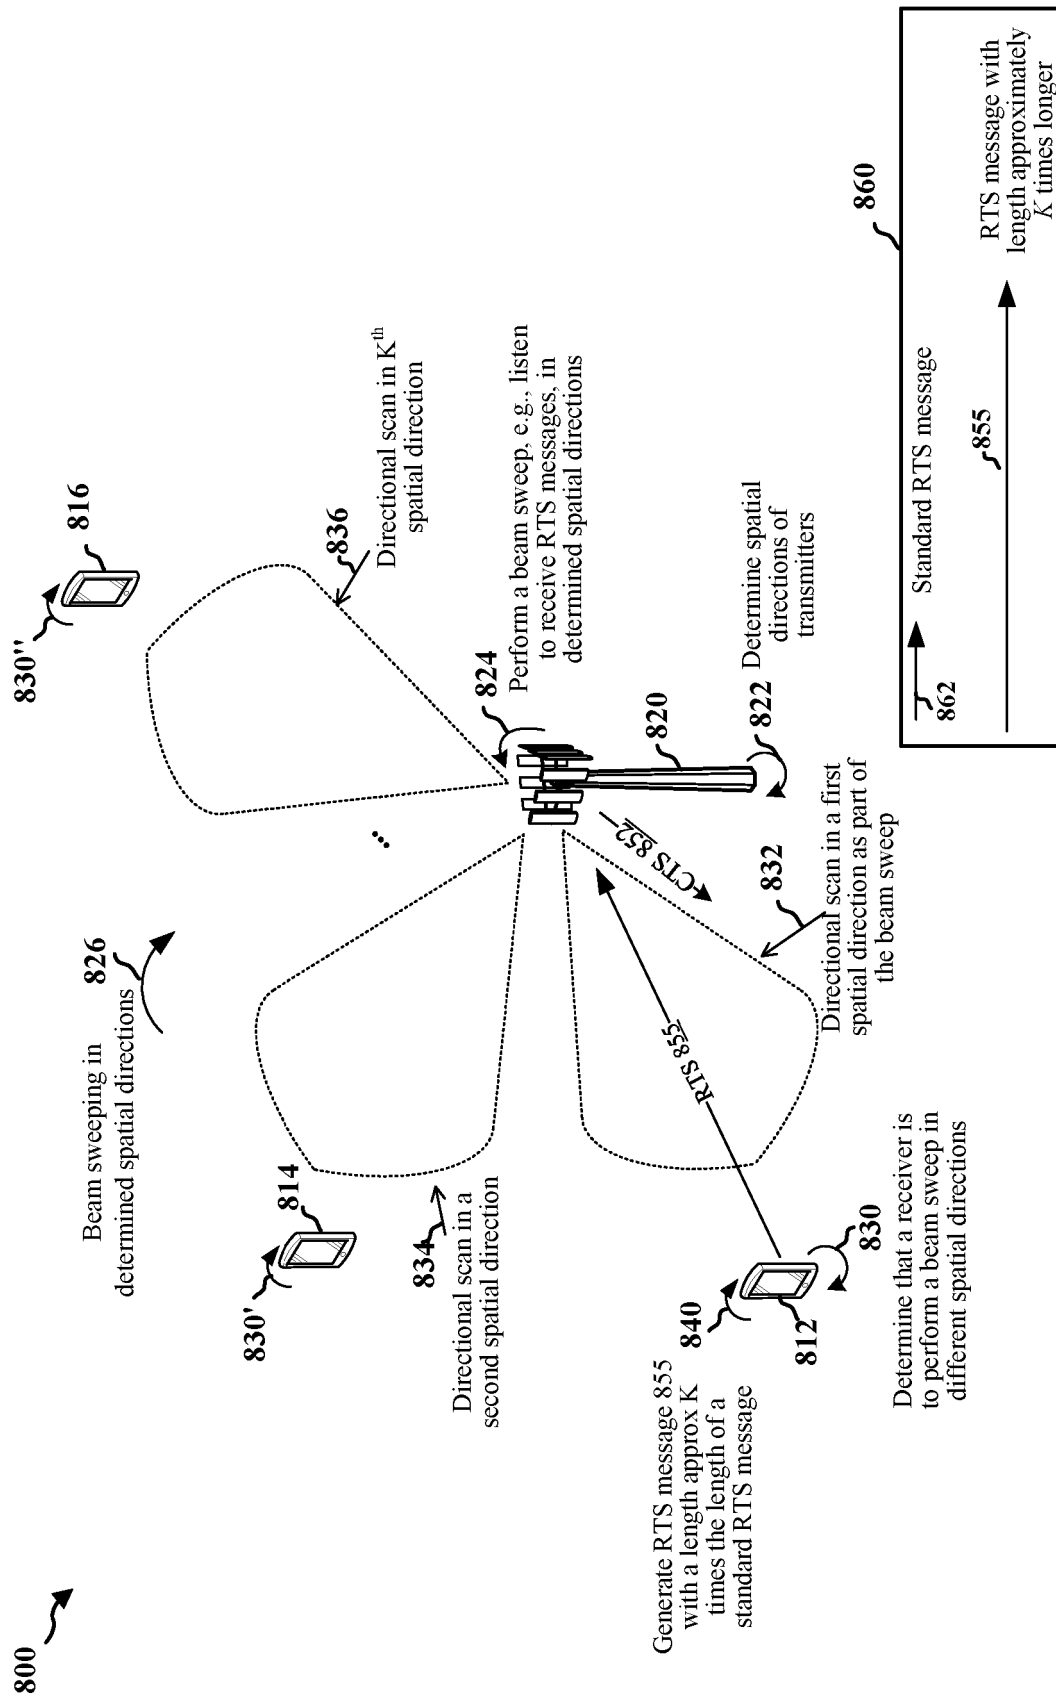 800
Beam sweeping in
determined spatial directions
826
830''
816
830'
814
834
Directional scan in a
second spatial direction
836
Directional scan in Kth
spatial direction
824
Perform a beam sweep, e.g., listen
to receive RTS messages, in
determined spatial directions
820
822
Determine spatial
directions of
transmitters
CTS 852
RTS 855
832
Directional scan in a first
spatial direction as part of
the beam sweep
Generate RTS message 855
with a length approx K
times the length of a
standard RTS message
840
812
830
Determine that a receiver is
to perform a beam sweep in
different spatial directions
860
862
Standard RTS message
855
RTS message with
length approximately
K times longer